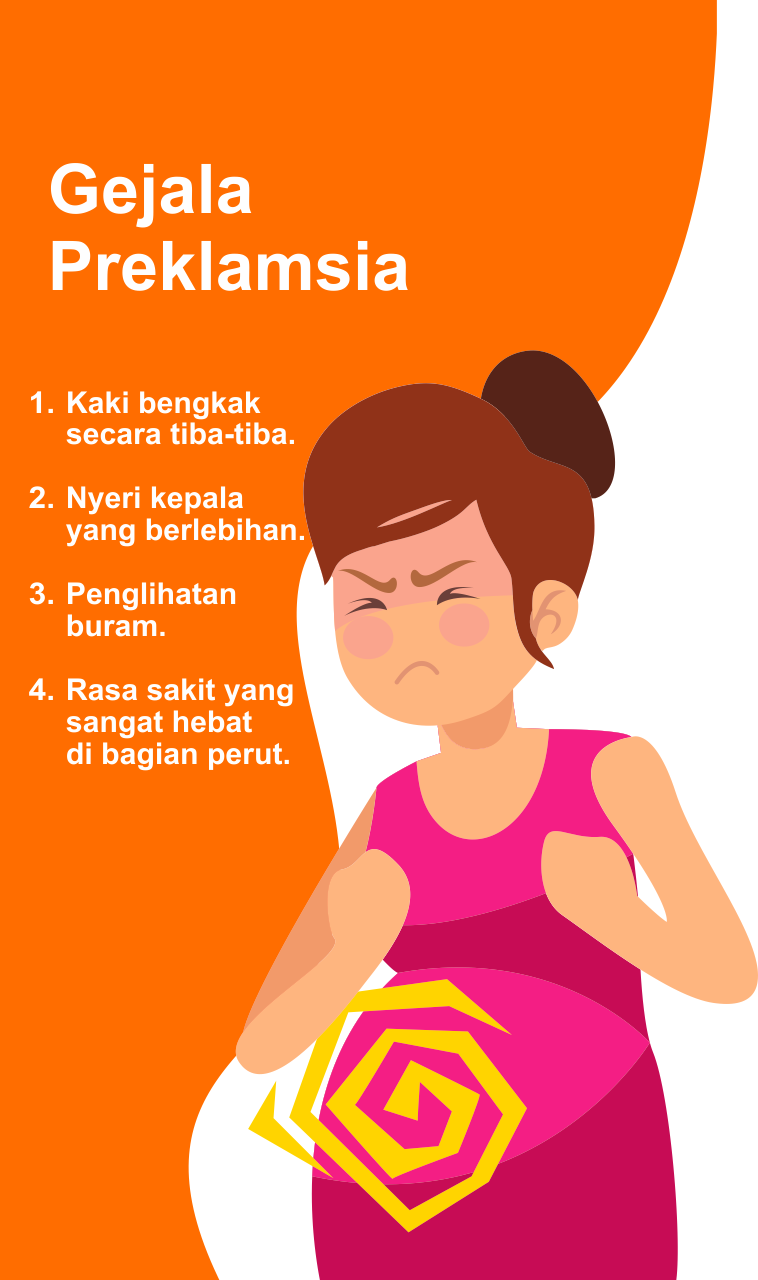 Gejala
Preklamsia
1. Kaki bengkak
secara tiba-tiba.
2. Nyeri kepala
yang berlebihan.
3. Penglihatan
buram.
4. Rasa sakit yang
sangat hebat
di bagian perut.